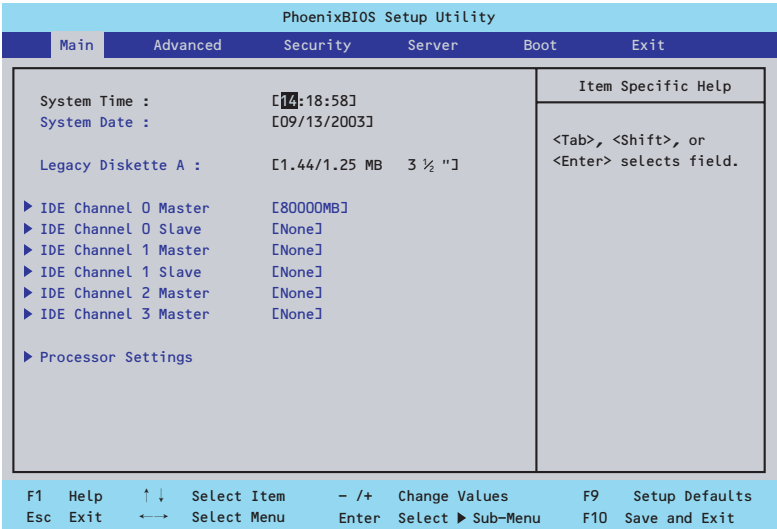 PhoenixBIOS Setup Utility
Main Advanced Security Server Boot Exit
Item Specific Help
System Time : [14:18:58]
System Date : [09/13/2003]
<Tab>, <Shift>, or
<Enter> selects field.
Legacy Diskette A : [1.44/1.25 MB 3 ½ "]
▶ IDE Channel 0 Master [80000MB]
▶ IDE Channel 0 Slave [None]
▶ IDE Channel 1 Master [None]
▶ IDE Channel 1 Slave [None]
▶ IDE Channel 2 Master [None]
▶ IDE Channel 3 Master [None]
▶ Processor Settings
F1 Help ↑↓ Select Item - /+ Change Values F9 Setup Defaults
Esc Exit ←→ Select Menu Enter Select ▶ Sub-Menu F10 Save and Exit